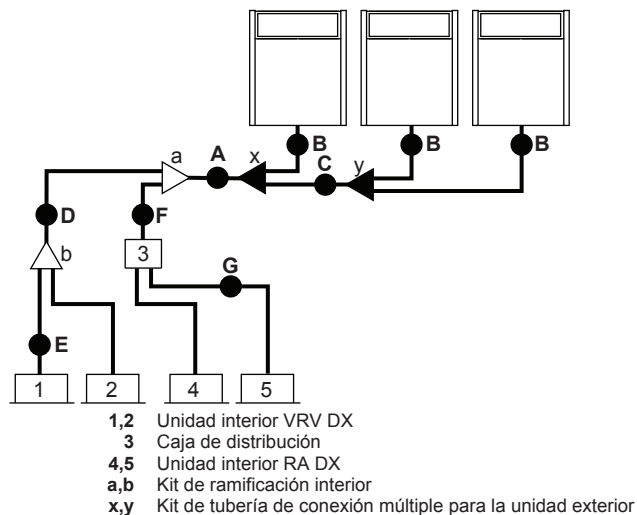 B B B
a A x C y
D F
b 3
G
E
1 2 4 5
1,2 Unidad interior VRV DX
3 Caja de distribución
4,5 Unidad interior RA DX
a,b Kit de ramificación interior
x,y Kit de tubería de conexión múltiple para la unidad exterior